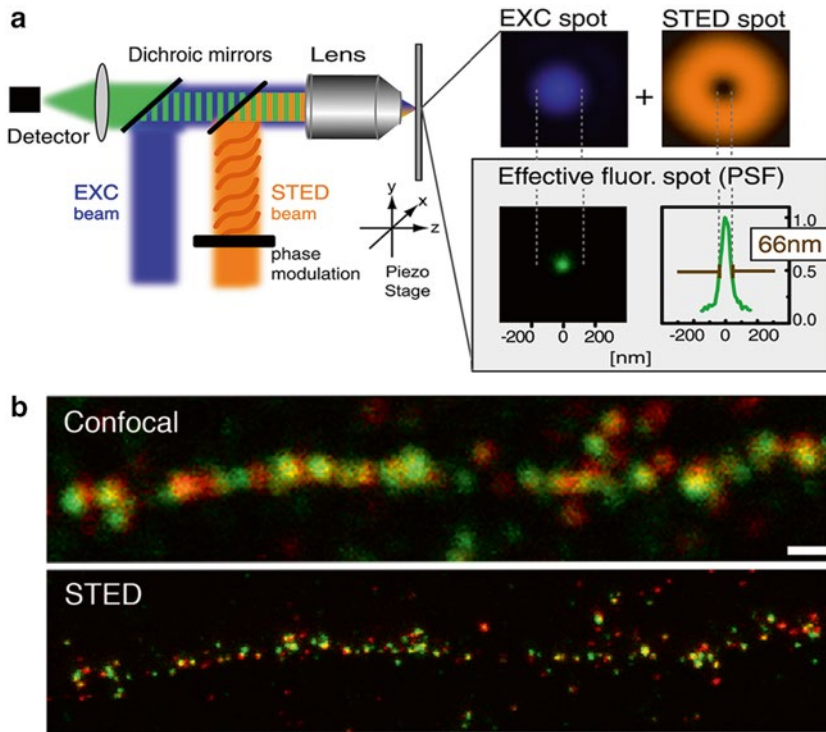 a
Dichroic mirrors
Lens
Detector
EXC
beam
STED
beam
phase
modulation
y
x
z
Piezo
Stage
EXC spot
+
STED spot
Effective fluor. spot (PSF)
66nm
1.0
0.5
0.0
-200 0 200
-200 0 200
[nm]
b
Confocal
STED